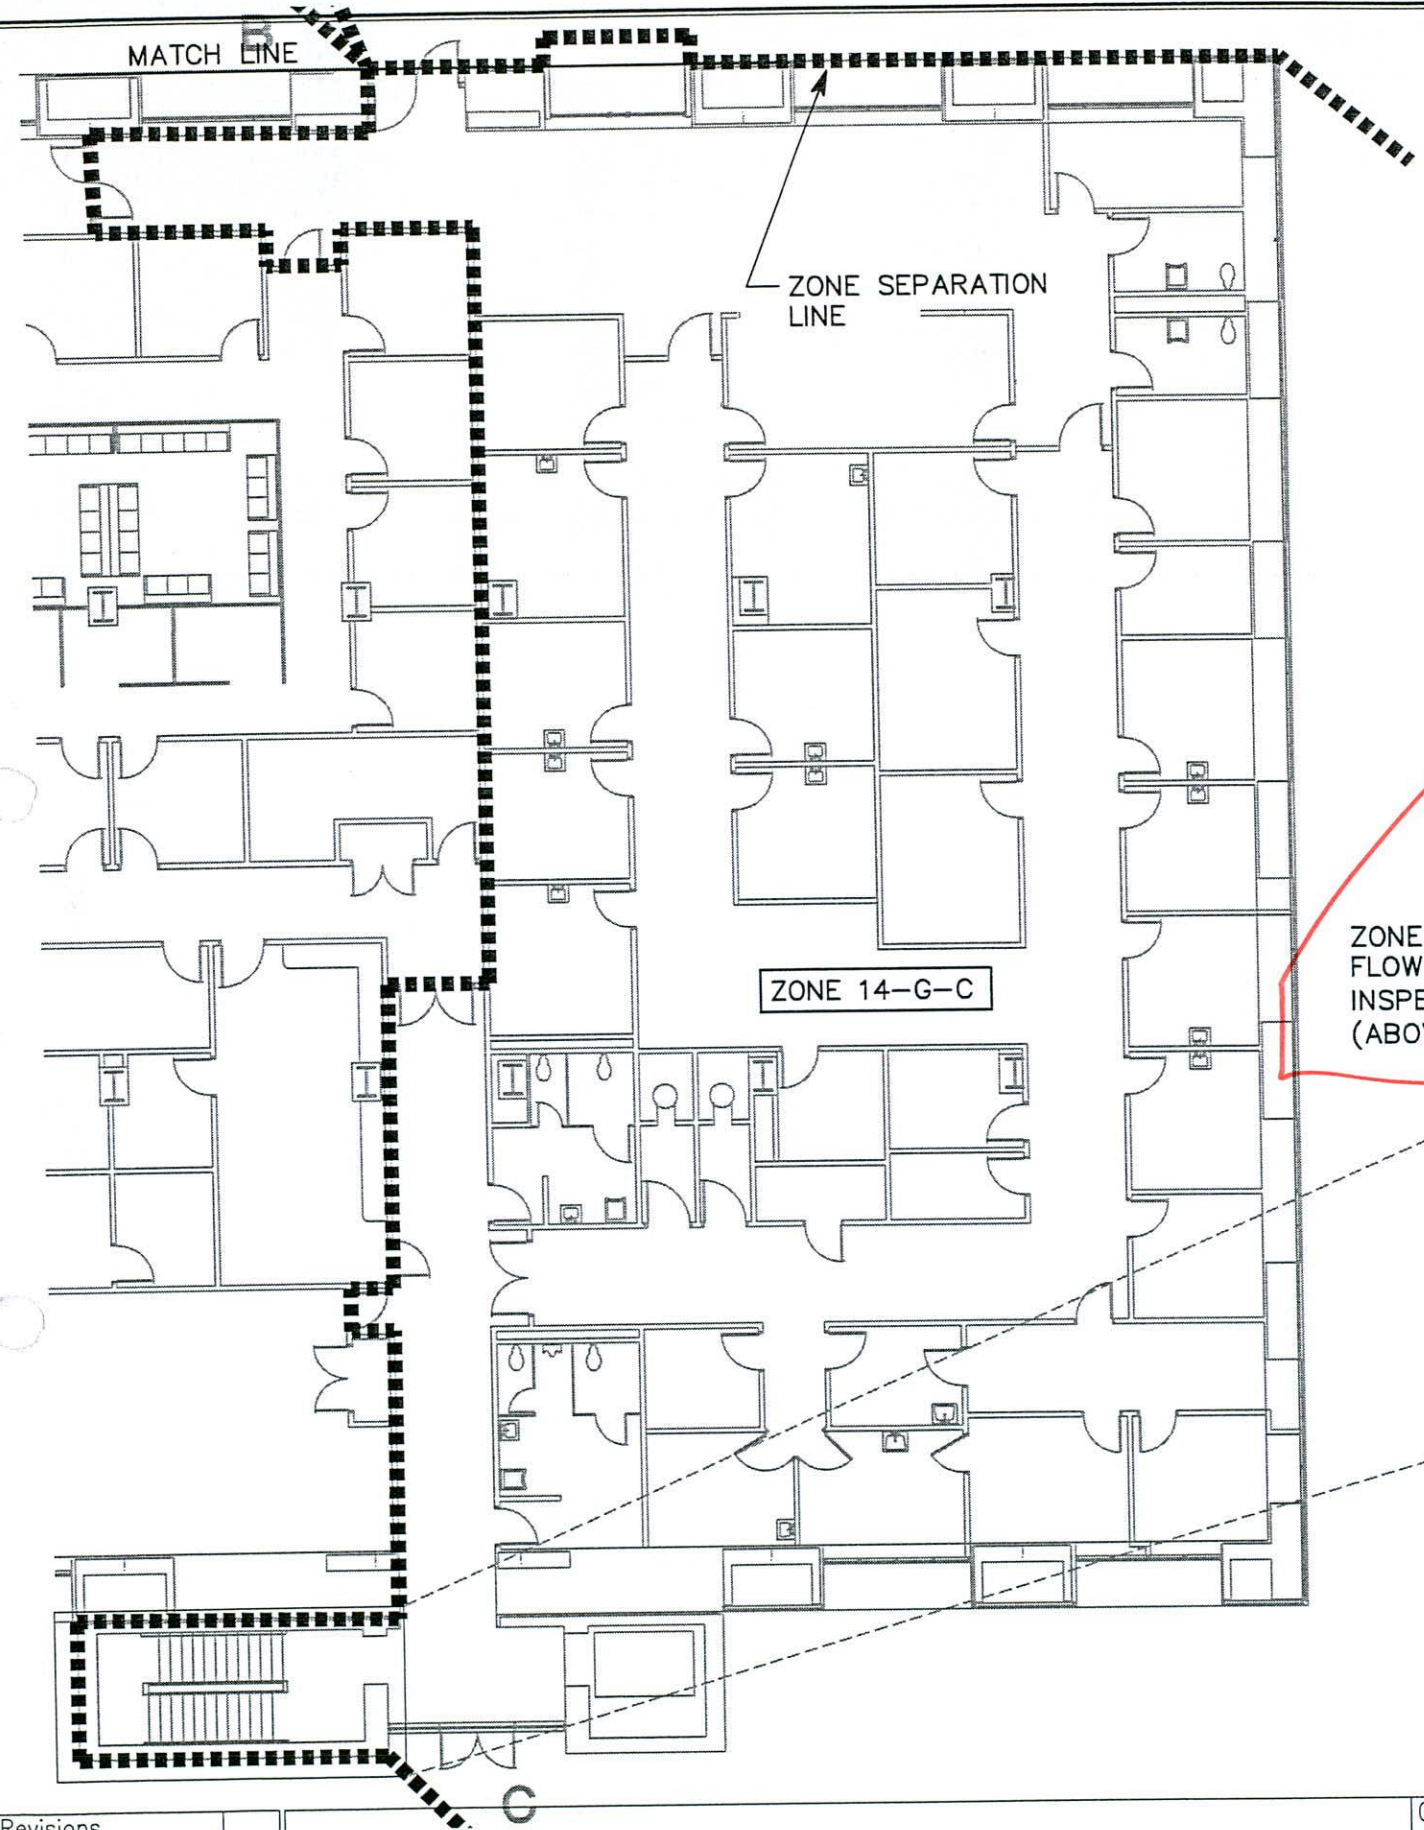 B
MATCH LINE
ZONE SEPARATION
LINE
ZONE 14-G-C
ZONE
FLOW
C
Revisions